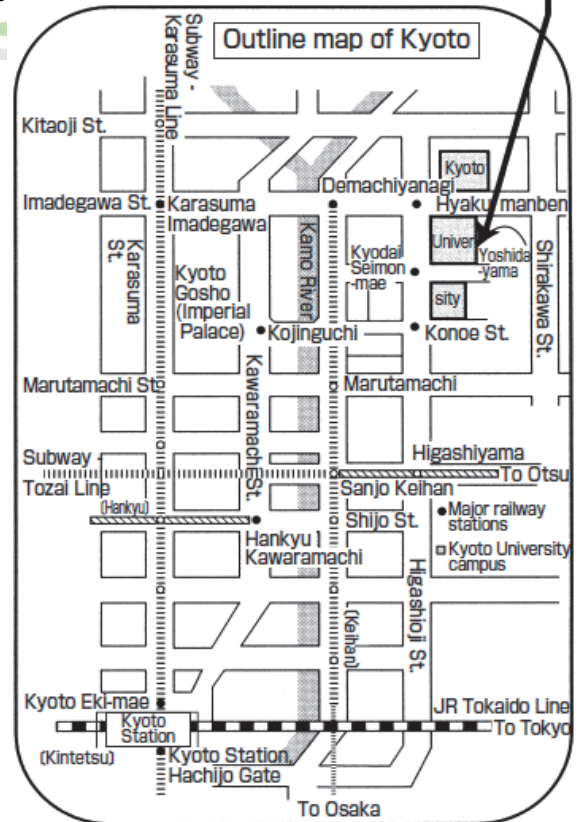 Outline map of Kyoto
Subway -
Karasuma Line
Kitaoji St.
Kyoto
Demachiyanagi
Imadegawa St.
Karasuma
Imadegawa
Hyakumanben
Karasuma
St.
Kamo River
Kyodai
Seimon
-mae
Univer
Yoshida
-yama
Shirakawa St.
Kyoto
Gosho
(Imperial
Palace)
sity
Kojinguchi
Konoe St.
Kawaramachi St.
Marutamachi St.
Marutamachi
Subway -
Tozai Line
Higashiyama
To Otsu
Sanjo Keihan
(Hankyu)
Shijo St.
Major railway
stations
Hankyu
Kawaramachi
Kyoto University
campus
Higashioji St.
(Keihan)
Kyoto Eki-mae
JR Tokaido Line
Kyoto
Station
To Tokyo
(Kintetsu)
Kyoto Station,
Hachijo Gate
To Osaka